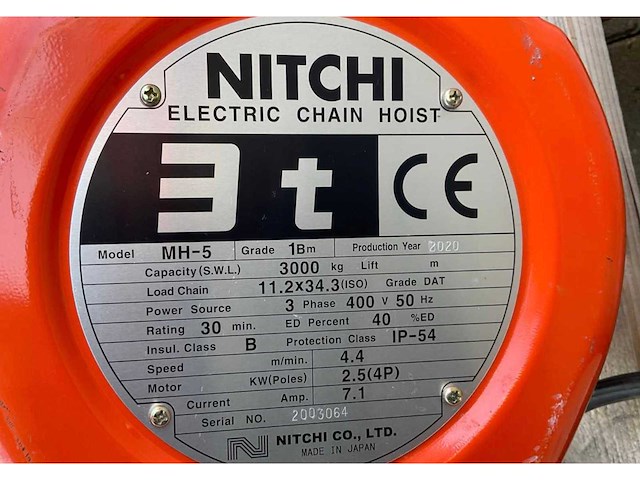 NITCHI
ELECTRIC CHAIN HOIST
3t CE
Model MH-5 Grade 1Bm Production Year 2020
Capacity (S.W.L.) 3000 kg Lift m
Load Chain 11.2X34.3(ISO) Grade DAT
Power Source 3 Phase 400 V 50 Hz
Rating 30 min. ED Percent 40 %ED
Insul. Class B Protection Class IP-54
Speed m/min. 4.4
Motor KW(Poles) 2.5(4P)
Current Amp. 7.1
Serial NO. 2003064
N NITCHI CO., LTD.
MADE IN JAPAN